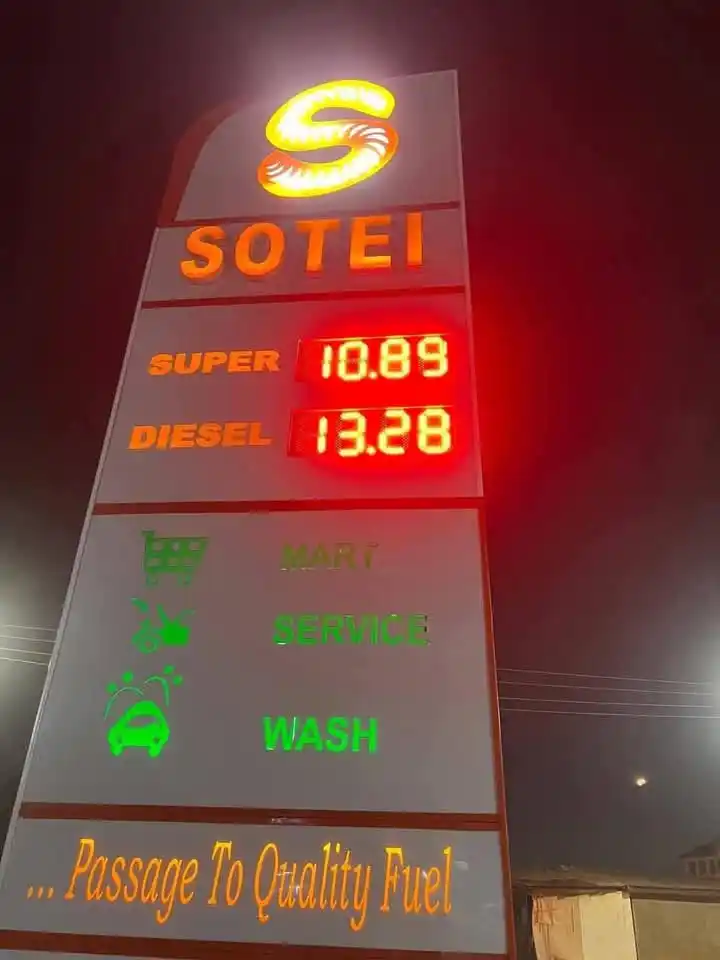 S
SOTEI
SUPER 10.89
DIESEL 13.28
MART
SERVICE
WASH
... Passage To Quality Fuel